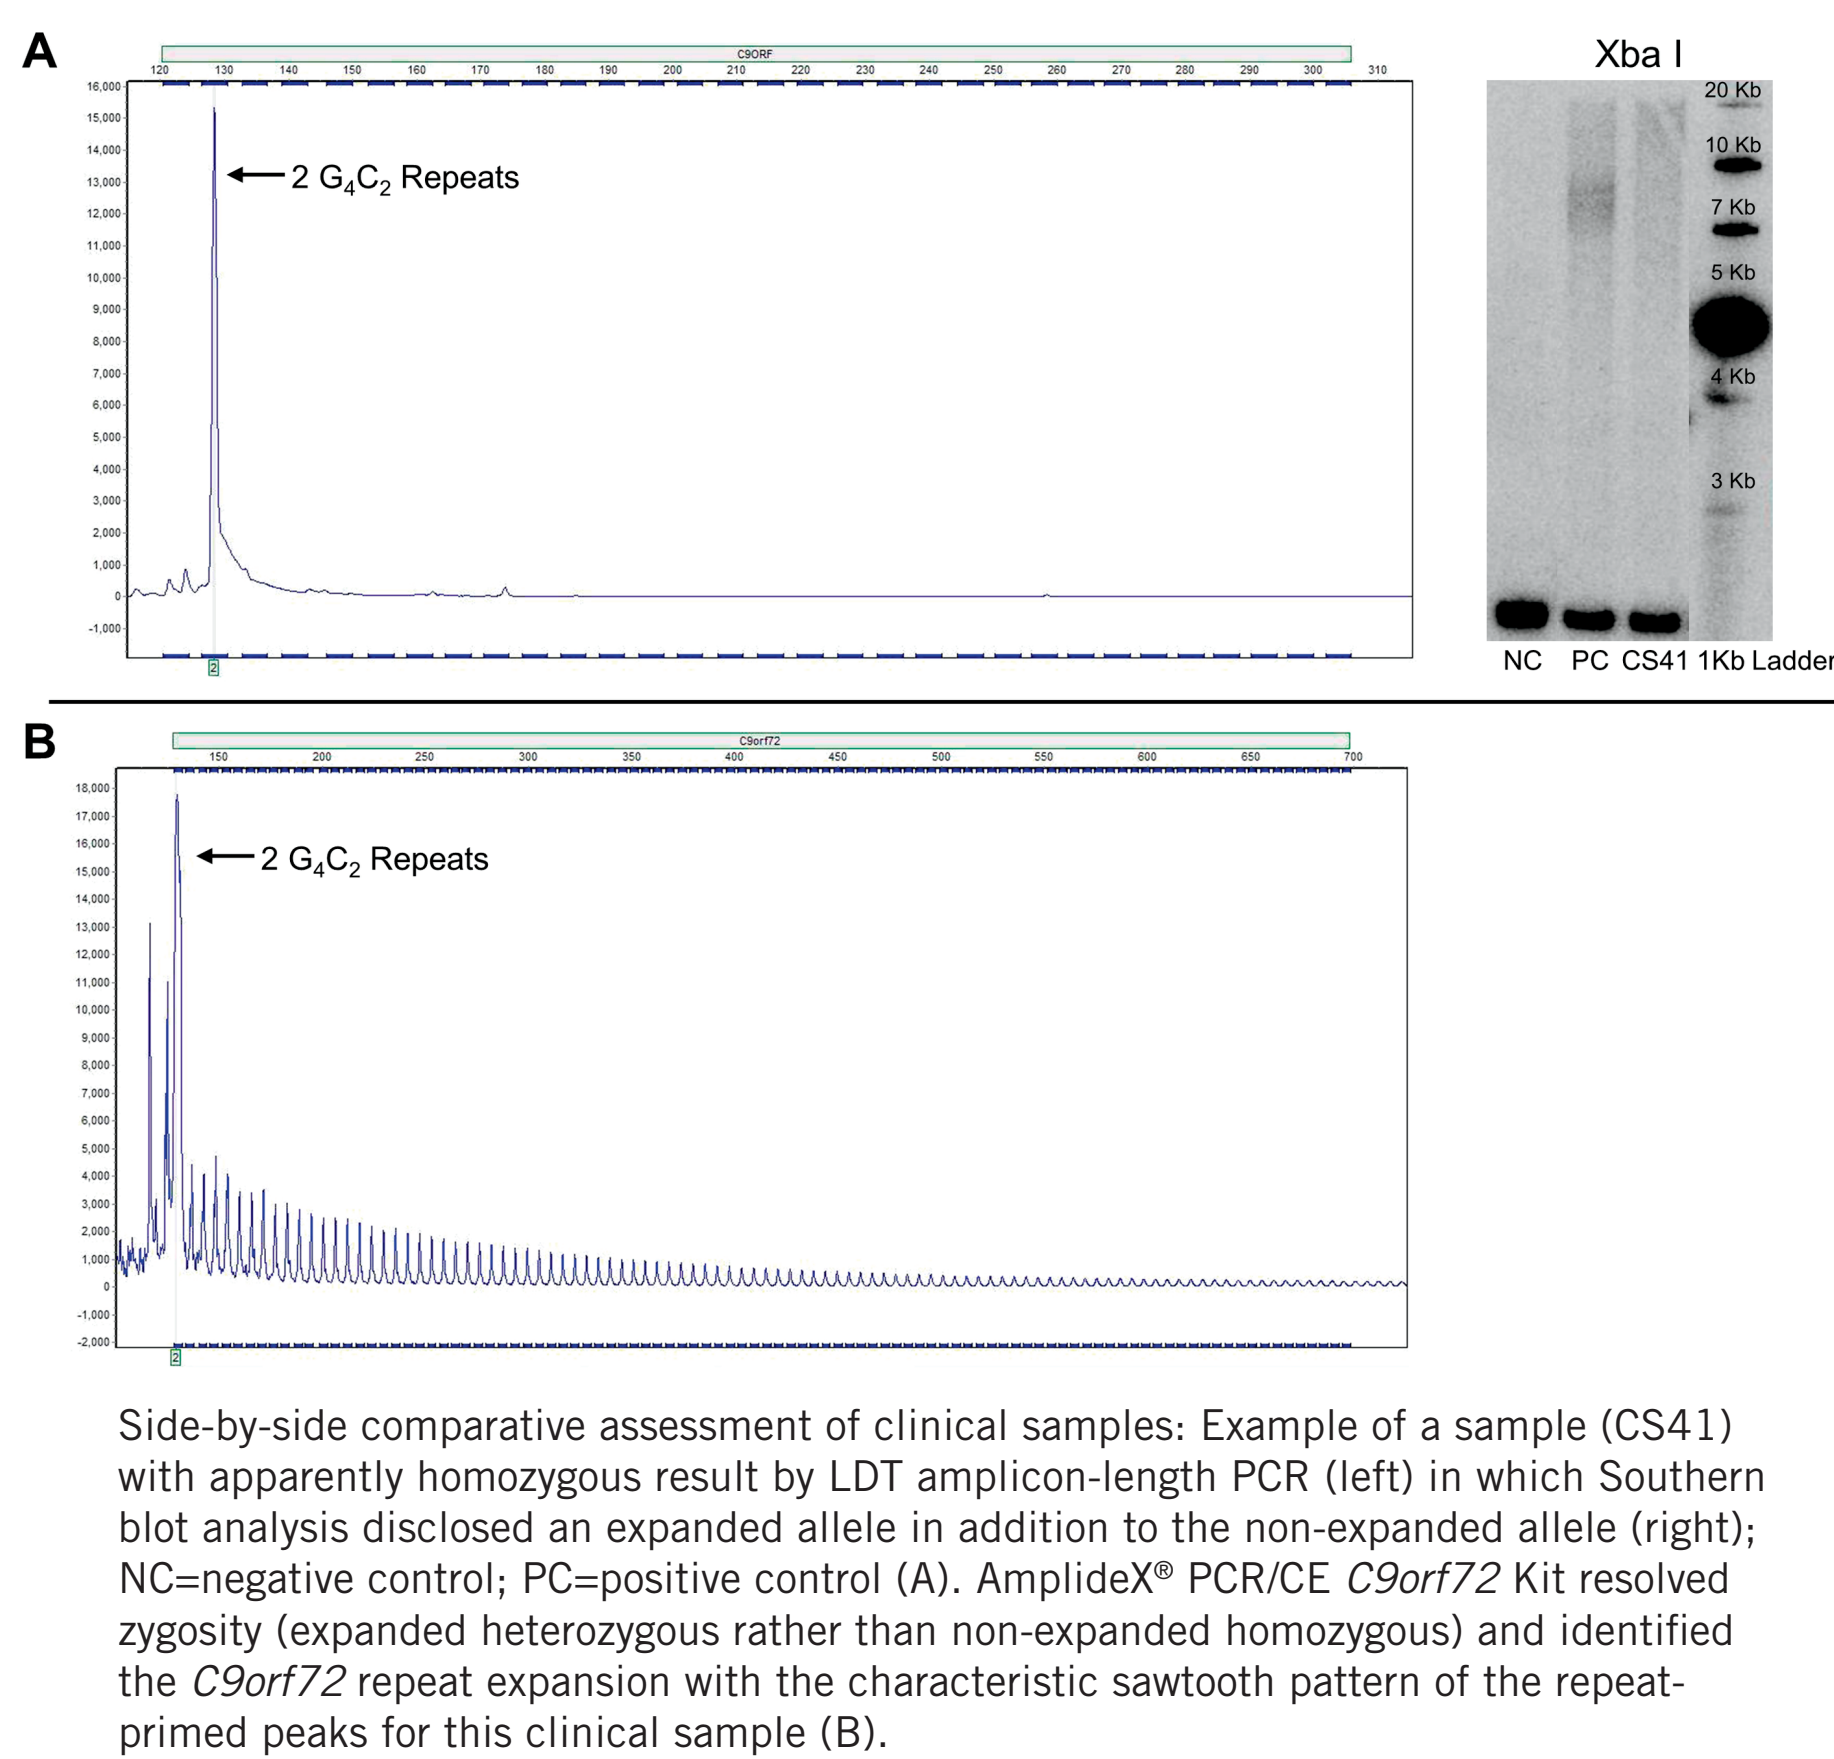 A
C9ORF
120 130 140 150 160 170 180 190 200 210 220 230 240 250 260 270 280 290 300 310
16,000
15,000
14,000
13,000
12,000
11,000
10,000
9,000
8,000
7,000
6,000
5,000
4,000
3,000
2,000
1,000
0
-1,000
2 G4C2 Repeats
2
Xba I
20 Kb
10 Kb
7 Kb
5 Kb
4 Kb
3 Kb
NC PC CS41 1Kb Ladder
B
C9orf72
150 200 250 300 350 400 450 500 550 600 650 700
18,000
17,000
16,000
15,000
14,000
13,000
12,000
11,000
10,000
9,000
8,000
7,000
6,000
5,000
4,000
3,000
2,000
1,000
0
-1,000
-2,000
2 G4C2 Repeats
2
Side-by-side comparative assessment of clinical samples: Example of a sample (CS41)
with apparently homozygous result by LDT amplicon-length PCR (left) in which Southern
blot analysis disclosed an expanded allele in addition to the non-expanded allele (right);
NC=negative control; PC=positive control (A). AmplideX® PCR/CE C9orf72 Kit resolved
zygosity (expanded heterozygous rather than non-expanded homozygous) and identified
the C9orf72 repeat expansion with the characteristic sawtooth pattern of the repeat-
primed peaks for this clinical sample (B).